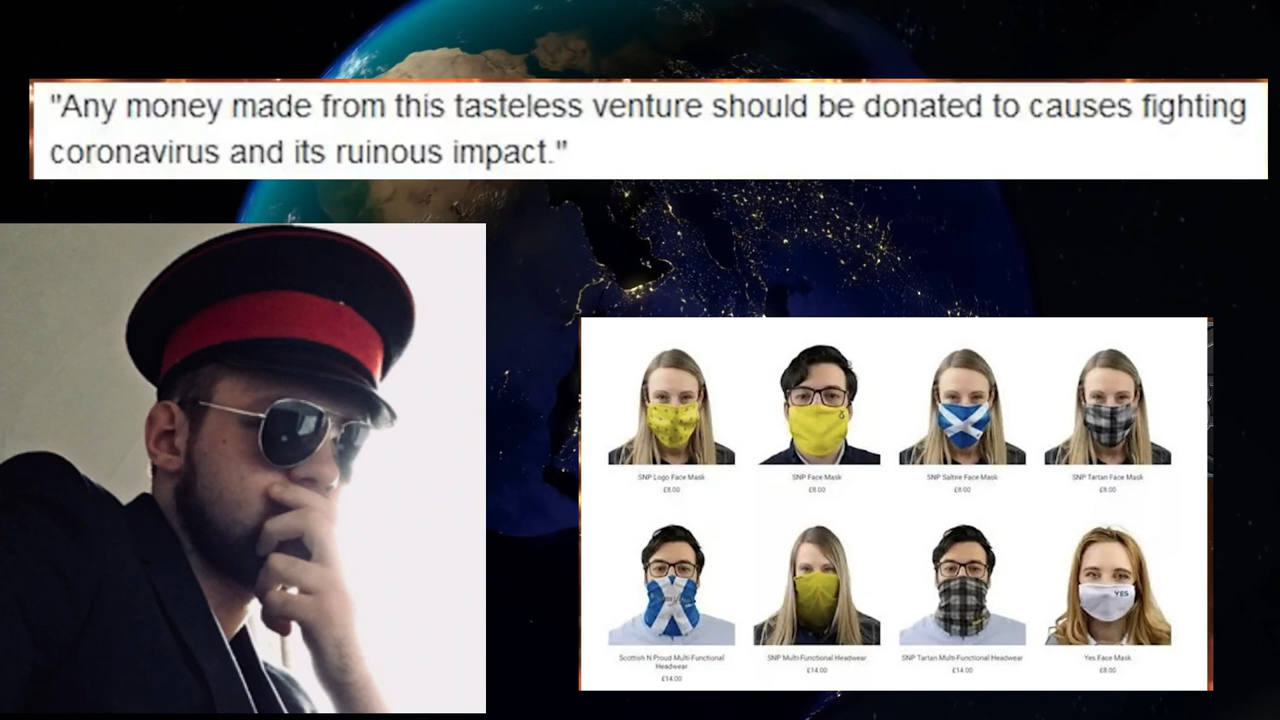 "Any money made from this tasteless venture should be donated to causes fighting
coronavirus and its ruinous impact."
SNP Logo Face Mask
£8.00
SNP Face Mask
£8.00
SNP Saltire Face Mask
£8.00
SNP Tartan Face Mask
£8.00
Scottish N Proud Multi-Functional
Headwear
£14.00
SNP Multi-Functional Headwear
£14.00
SNP Tartan Multi-Functional Headwear
£14.00
YES
Yes Face Mask
£8.00